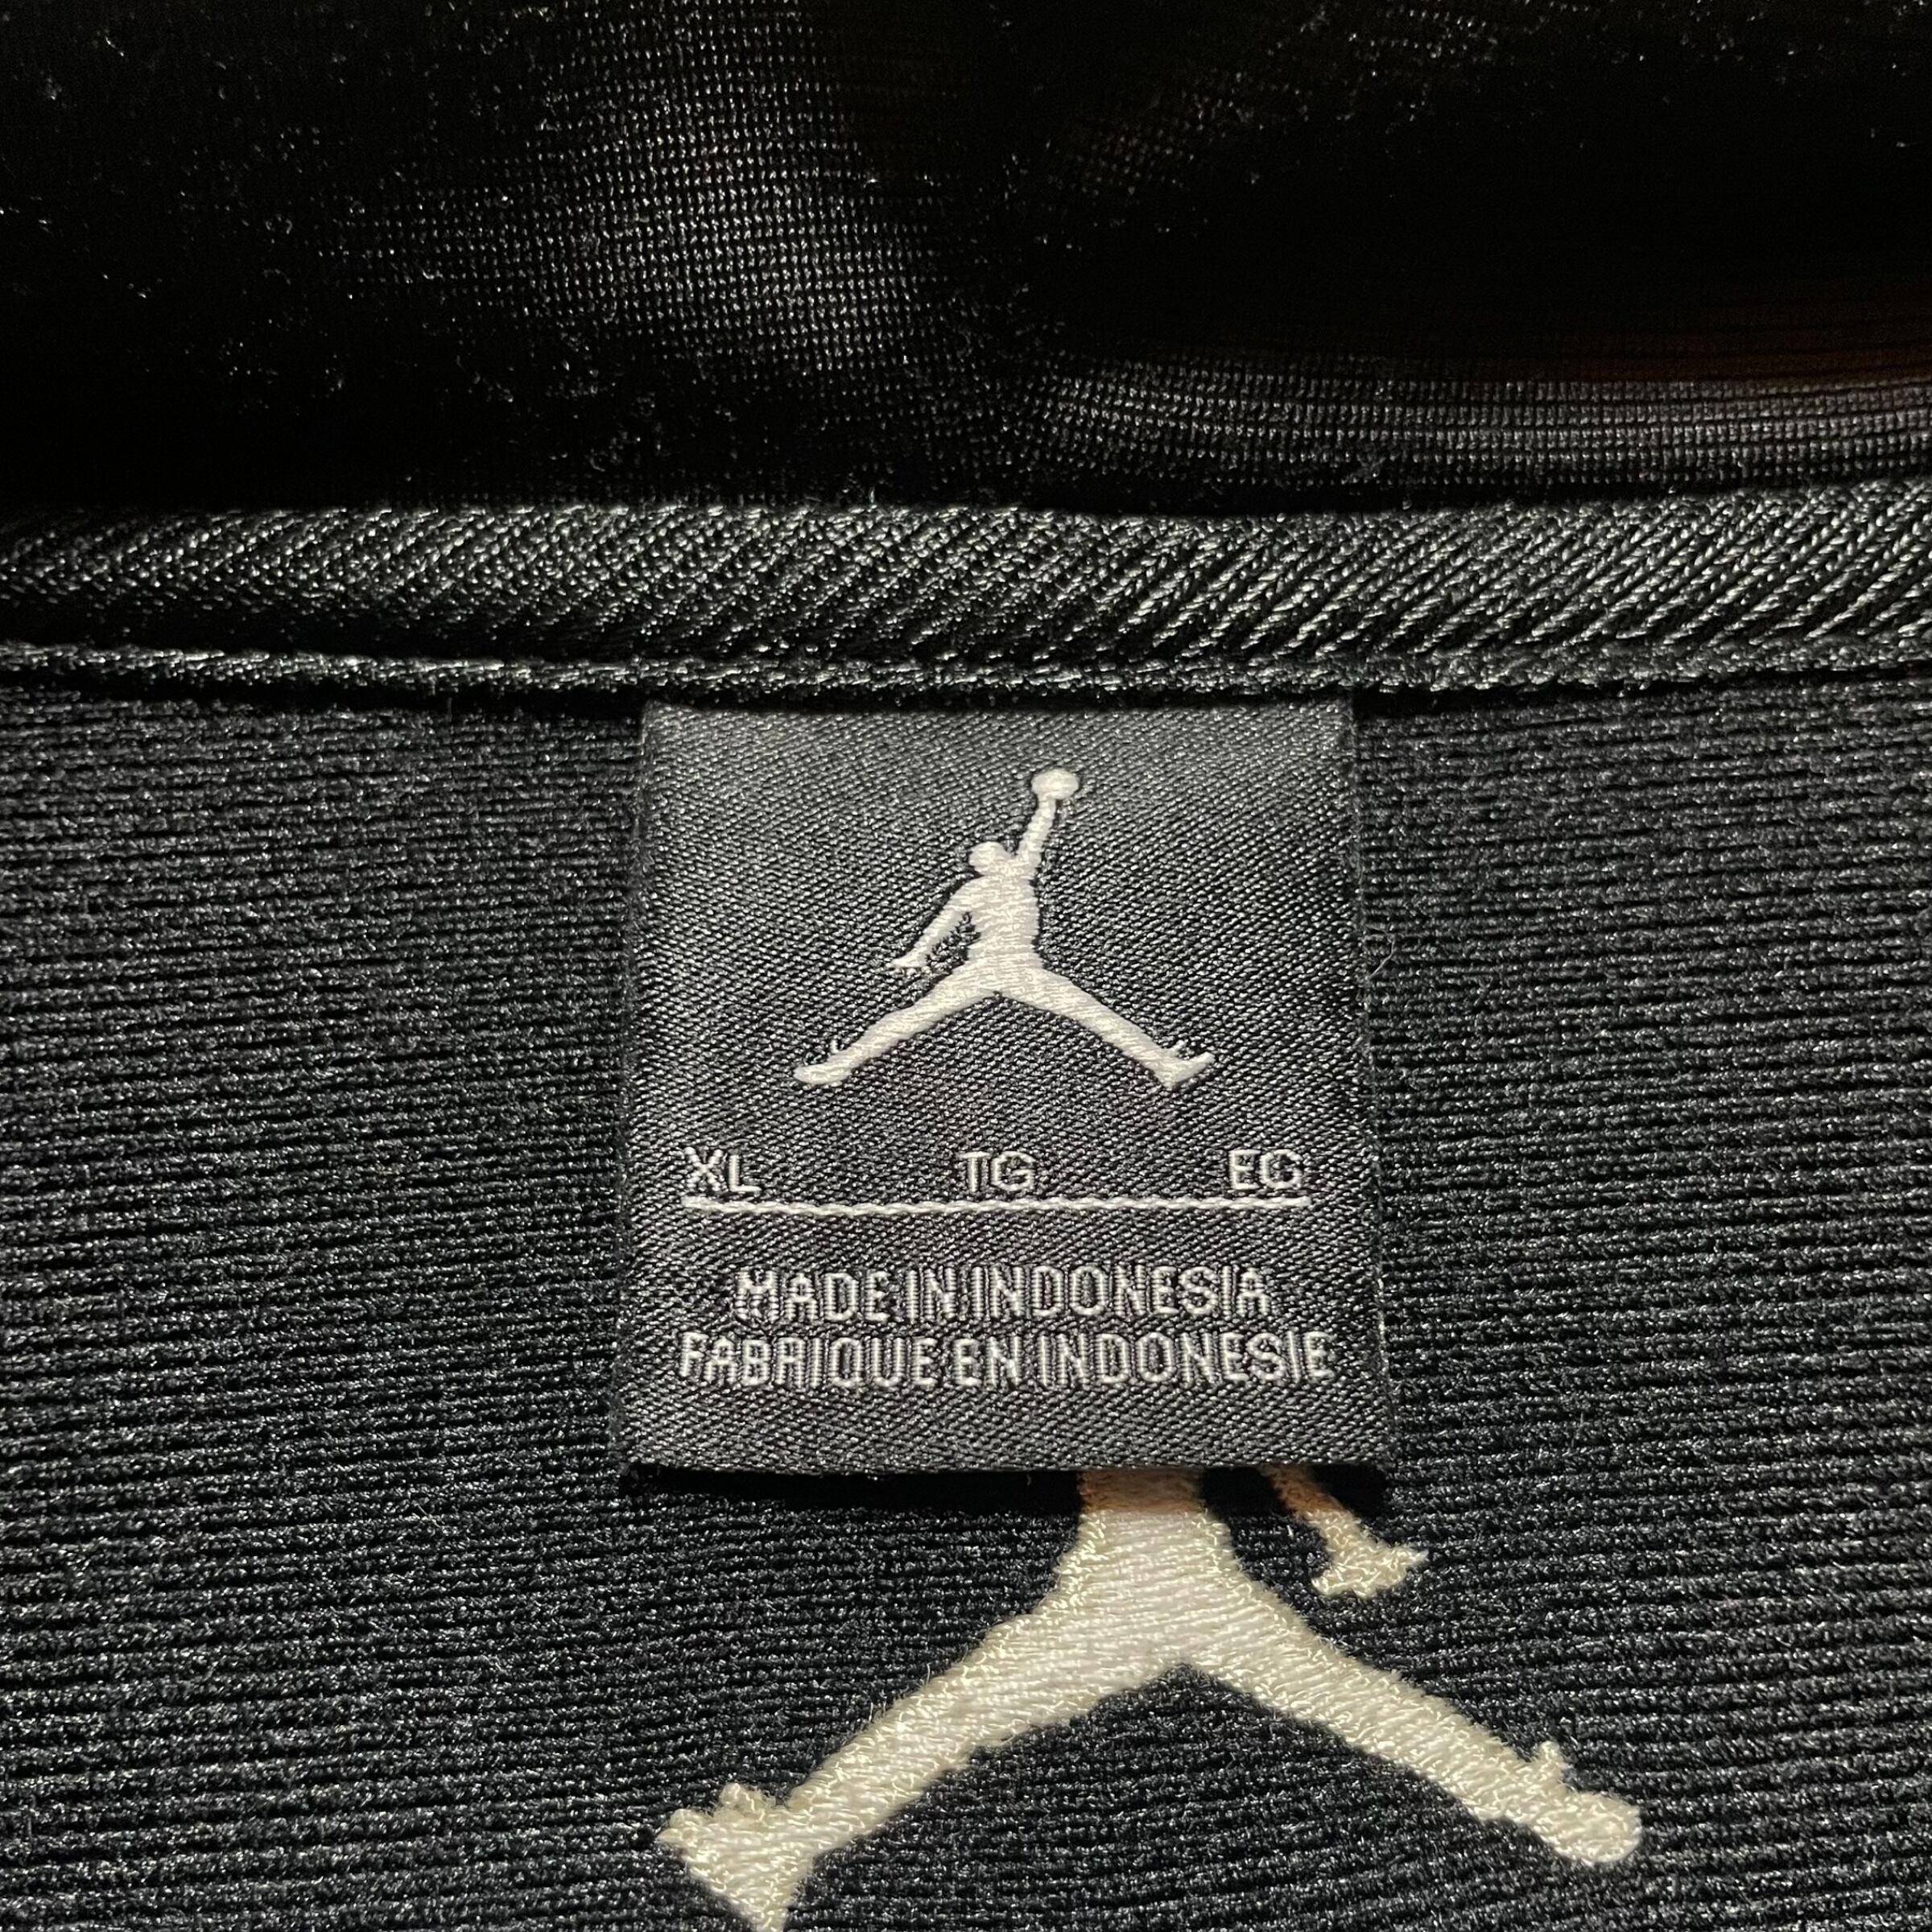 XL TG EG
MADE IN INDONESIA
FABRIQUE EN INDONESIE